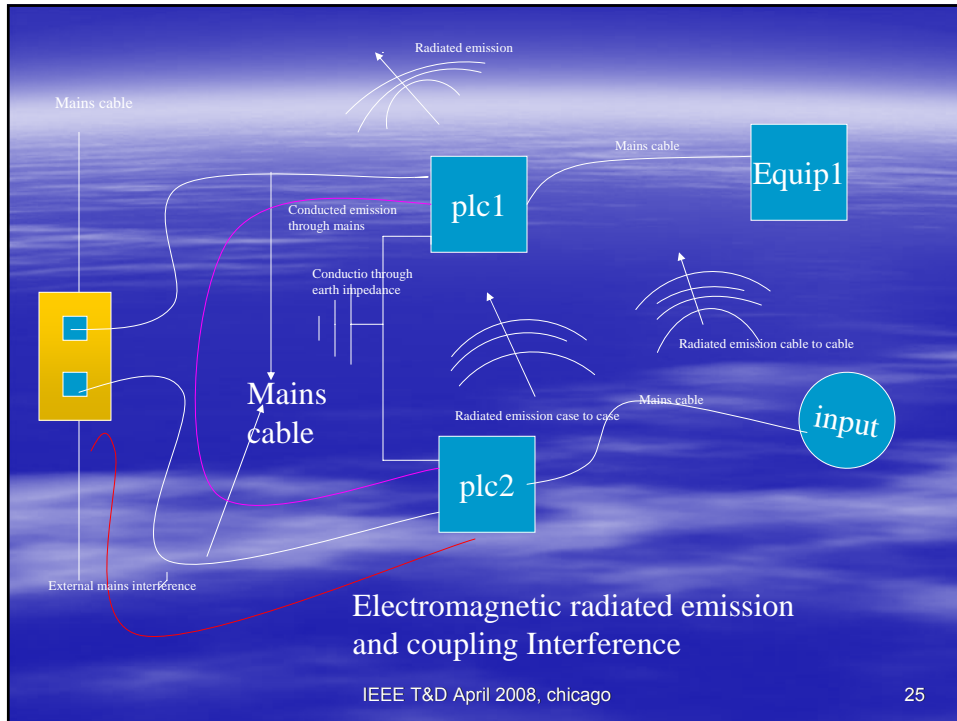 Radiated emission
Mains cable
Mains cable
Equip1
plc1
Conducted emission
through mains
Conductio through
earth impedance
Radiated emission cable to cable
Mains
cable
Radiated emission case to case
Mains cable
input
plc2
External mains interference
Electromagnetic radiated emission
and coupling Interference
IEEE T&D April 2008, chicago
25